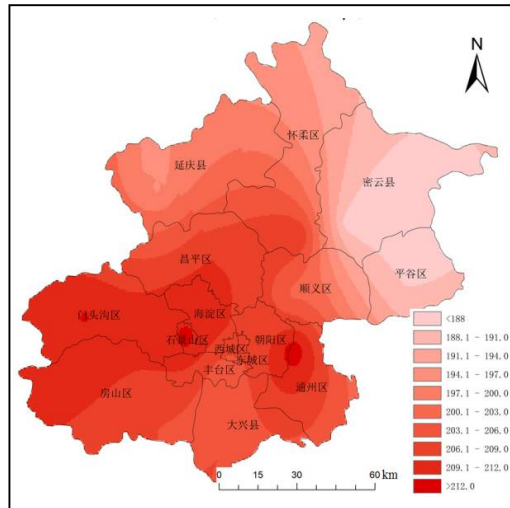 N
怀柔区
延庆县
密云县
昌平区
平谷区
顺义区
海淀区
门头沟区
朝阳区
石景山区
西城区
东城区
丰台区
通州区
房山区
大兴县
<188
188.1 - 191.0
191.1 - 194.0
194.1 - 197.0
197.1 - 200.0
200.1 - 203.0
203.1 - 206.0
206.1 - 209.0
209.1 - 212.0
>212.0
0 15 30 60 km